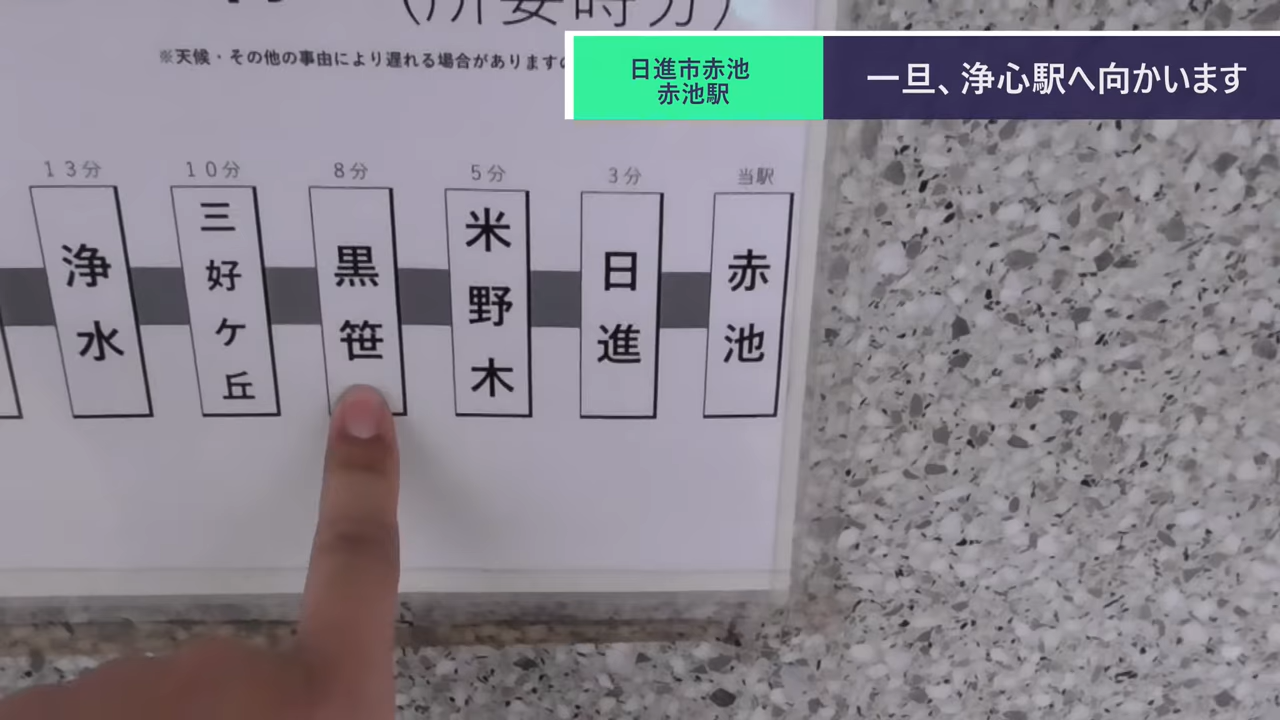 (所要時分)
※天候・その他の事由により遅れる場合があります
日進市赤池
赤池駅
一旦、浄心駅へ向かいます
13分
10分
8分
5分
3分
当駅
浄水
三好ケ丘
黒笹
米野木
日進
赤池